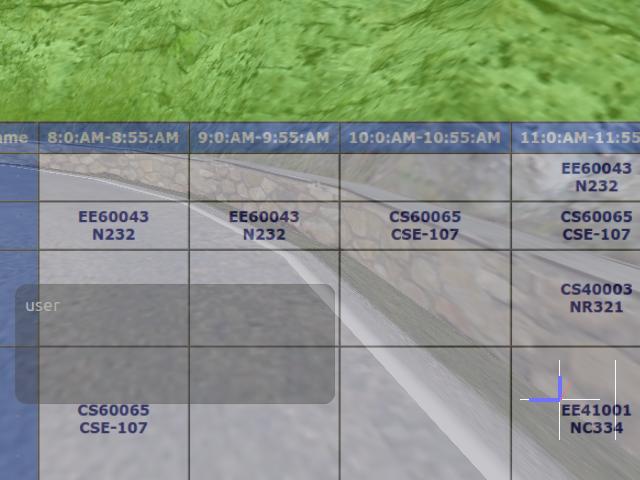 ame 8:0:AM-8:55:AM 9:0:AM-9:55:AM 10:0:AM-10:55:AM 11:0:AM-11:55
EE60043
N232
EE60043 EE60043 CS60065 CS60065
N232 N232 CSE-107 CSE-107
CS40003
NR321
user
CS60065 EE41001
CSE-107 NC334